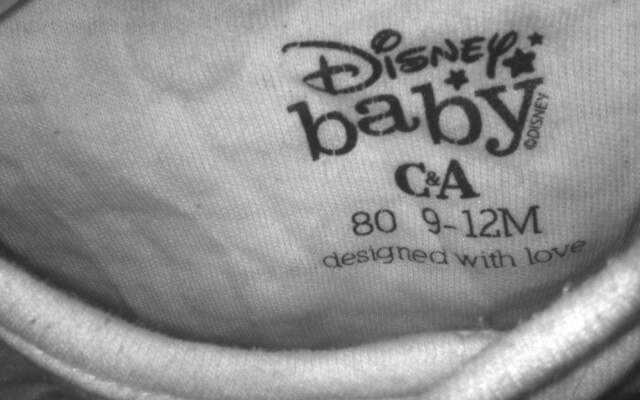 Disney
baby
©DISNEY
C&A
80 9-12M
designed with love